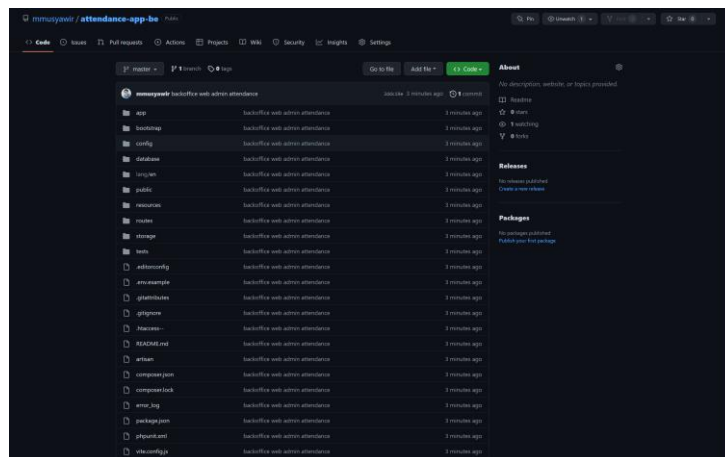 mmusyawir / attendance-app-be Public
Pin Unwatch 1 Star 0
Code Issues Pull requests Actions Projects Wiki Security Insights Settings
master 1 branch 0 tags Go to file Add file Code
mmusyawir backoffice web admin attendance 3 minutes ago 1 commit
app backoffice web admin attendance 3 minutes ago
bootstrap backoffice web admin attendance 3 minutes ago
config backoffice web admin attendance 3 minutes ago
database backoffice web admin attendance 3 minutes ago
lang/en backoffice web admin attendance 3 minutes ago
public backoffice web admin attendance 3 minutes ago
resources backoffice web admin attendance 3 minutes ago
routes backoffice web admin attendance 3 minutes ago
storage backoffice web admin attendance 3 minutes ago
tests backoffice web admin attendance 3 minutes ago
.editorconfig backoffice web admin attendance 3 minutes ago
.env.example backoffice web admin attendance 3 minutes ago
.gitattributes backoffice web admin attendance 3 minutes ago
.gitignore backoffice web admin attendance 3 minutes ago
.htaccess-- backoffice web admin attendance 3 minutes ago
README.md backoffice web admin attendance 3 minutes ago
artisan backoffice web admin attendance 3 minutes ago
composer.json backoffice web admin attendance 3 minutes ago
composer.lock backoffice web admin attendance 3 minutes ago
error_log backoffice web admin attendance 3 minutes ago
package.json backoffice web admin attendance 3 minutes ago
phpunit.xml backoffice web admin attendance 3 minutes ago
vite.config.js backoffice web admin attendance 3 minutes ago
About
No description, website, or topics provided.
Readme
0 stars
1 watching
0 forks
Releases
No releases published
Create a new release
Packages
No packages published
Publish your first package